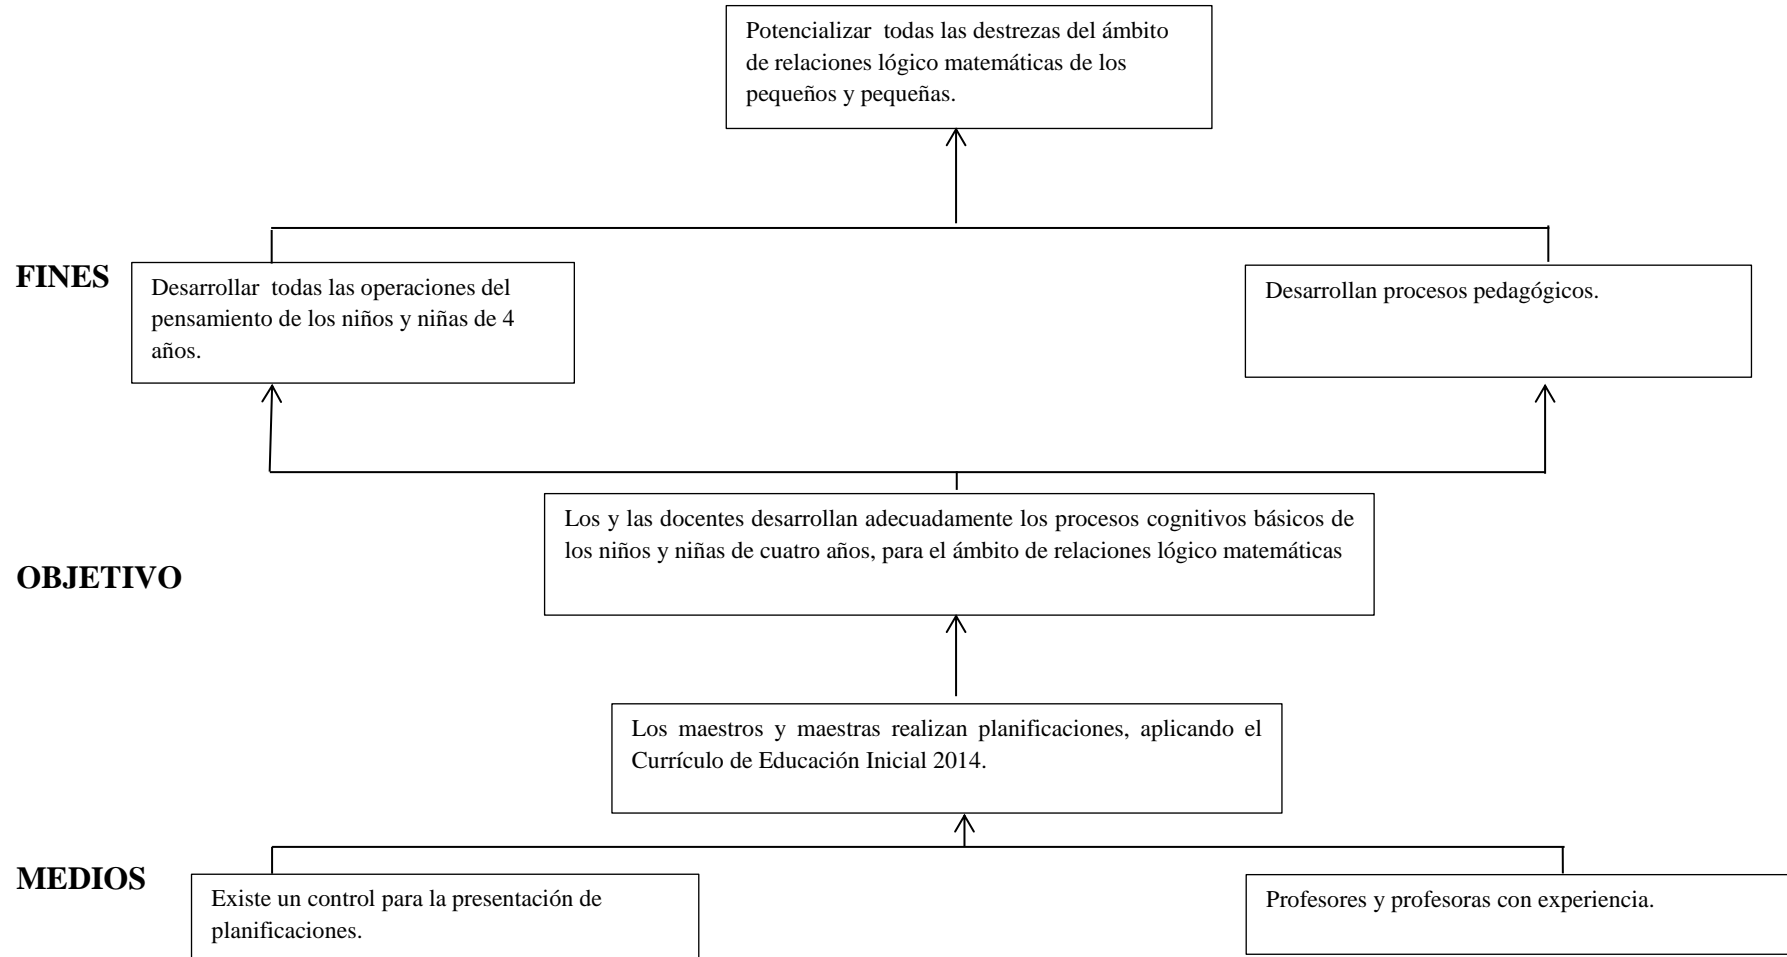 Potencializar todas las destrezas del ámbito
de relaciones lógico matemáticas de los
pequeños y pequeñas.
FINES
Desarrollar todas las operaciones del
pensamiento de los niños y niñas de 4
años.
Desarrollan procesos pedagógicos.
Los y las docentes desarrollan adecuadamente los procesos cognitivos básicos de
los niños y niñas de cuatro años, para el ámbito de relaciones lógico matemáticas
OBJETIVO
Los maestros y maestras realizan planificaciones, aplicando el
Currículo de Educación Inicial 2014.
MEDIOS
Existe un control para la presentación de
planificaciones.
Profesores y profesoras con experiencia.